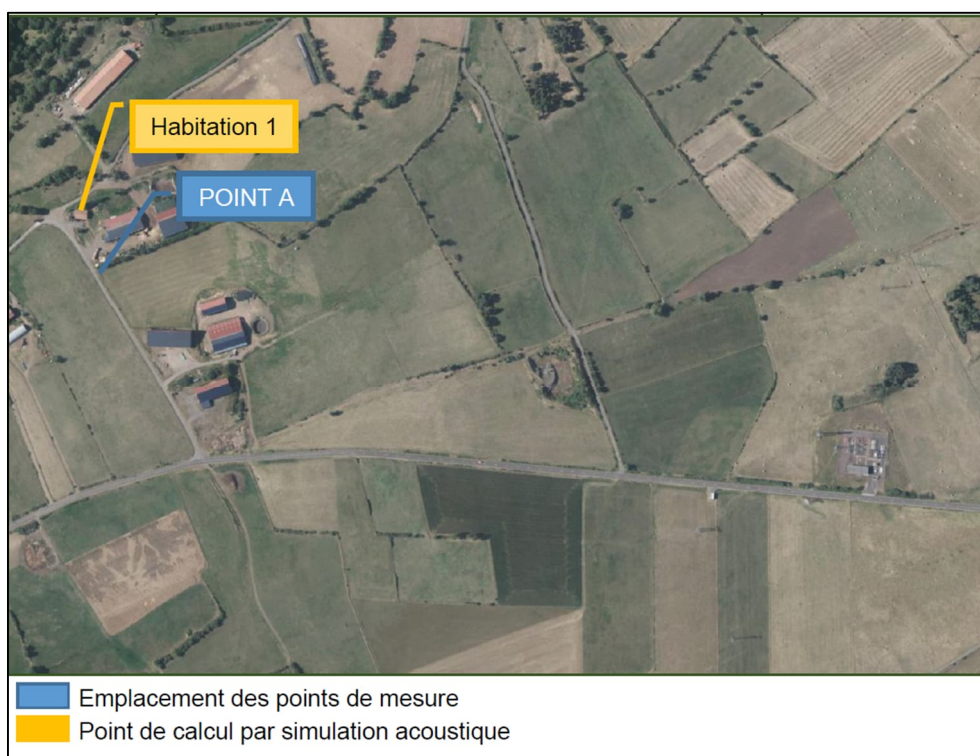 Habitation 1
POINT A
Emplacement des points de mesure
Point de calcul par simulation acoustique